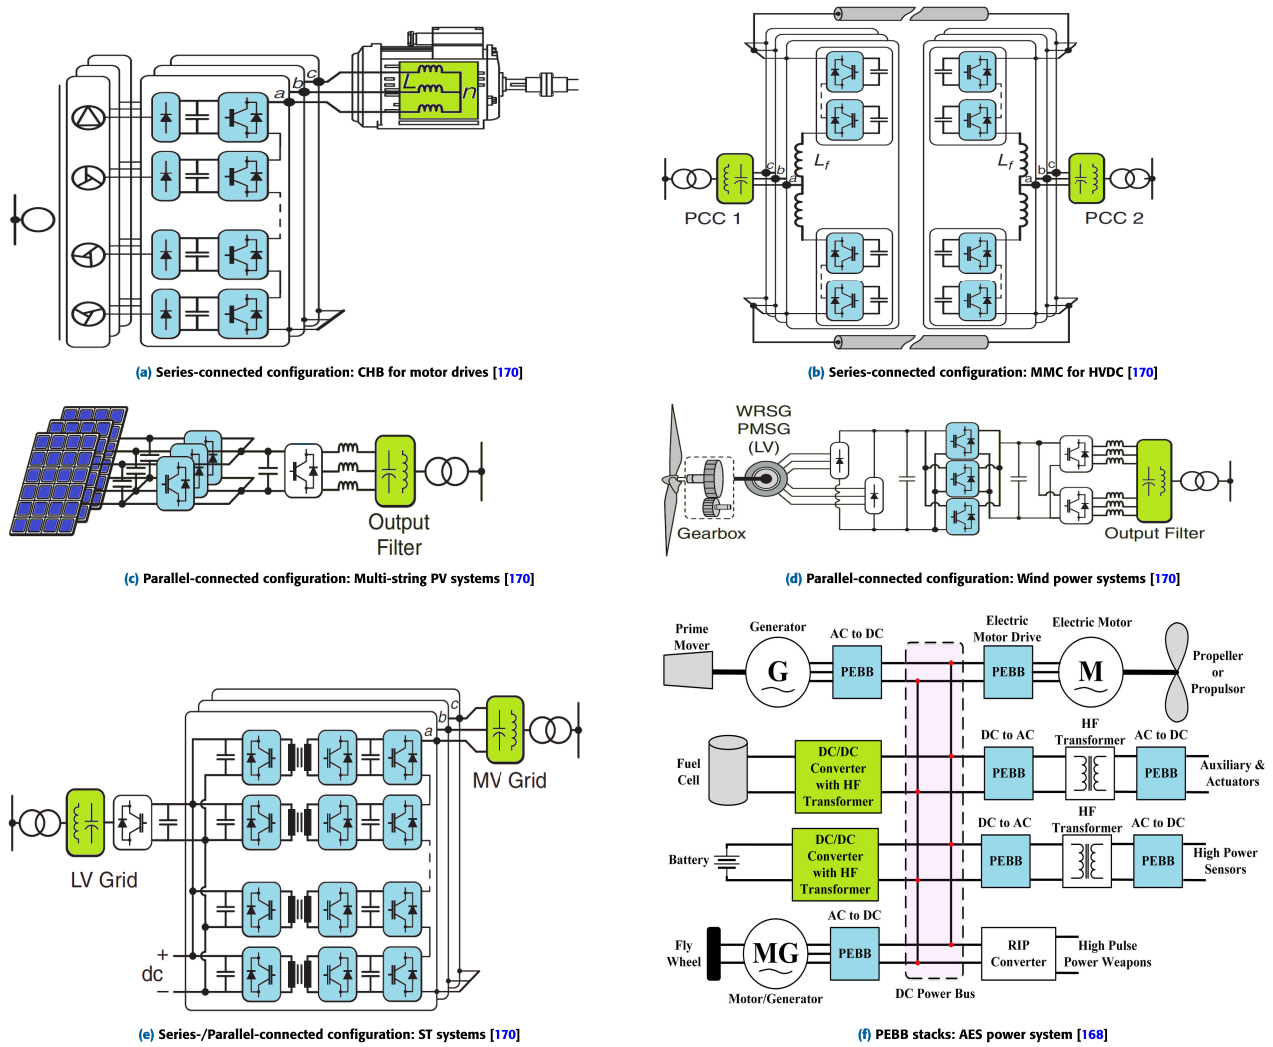 a
b
c
L
n
(a) Series-connected configuration: CHB for motor drives [170]
L_f
L_f
c
b
a
a
b
c
PCC 1
PCC 2
(b) Series-connected configuration: MMC for HVDC [170]
Output
Filter
(c) Parallel-connected configuration: Multi-string PV systems [170]
WRSG
PMSG
(LV)
Gearbox
Output Filter
(d) Parallel-connected configuration: Wind power systems [170]
a
b
c
MV Grid
LV Grid
+
dc
−
(e) Series-/Parallel-connected configuration: ST systems [170]
Prime
Mover
Generator
G
AC to DC
PEBB
Electric
Motor Drive
PEBB
Electric Motor
M
Propeller
or
Propulsor
Fuel
Cell
DC/DC
Converter
with HF
Transformer
DC to AC
PEBB
HF
Transformer
AC to DC
PEBB
Auxiliary &
Actuators
Battery
DC/DC
Converter
with HF
Transformer
DC to AC
PEBB
HF
Transformer
AC to DC
PEBB
High Power
Sensors
Fly
Wheel
MG
Motor/Generator
AC to DC
PEBB
DC Power Bus
RIP
Converter
High Pulse
Power Weapons
(f) PEBB stacks: AES power system [168]